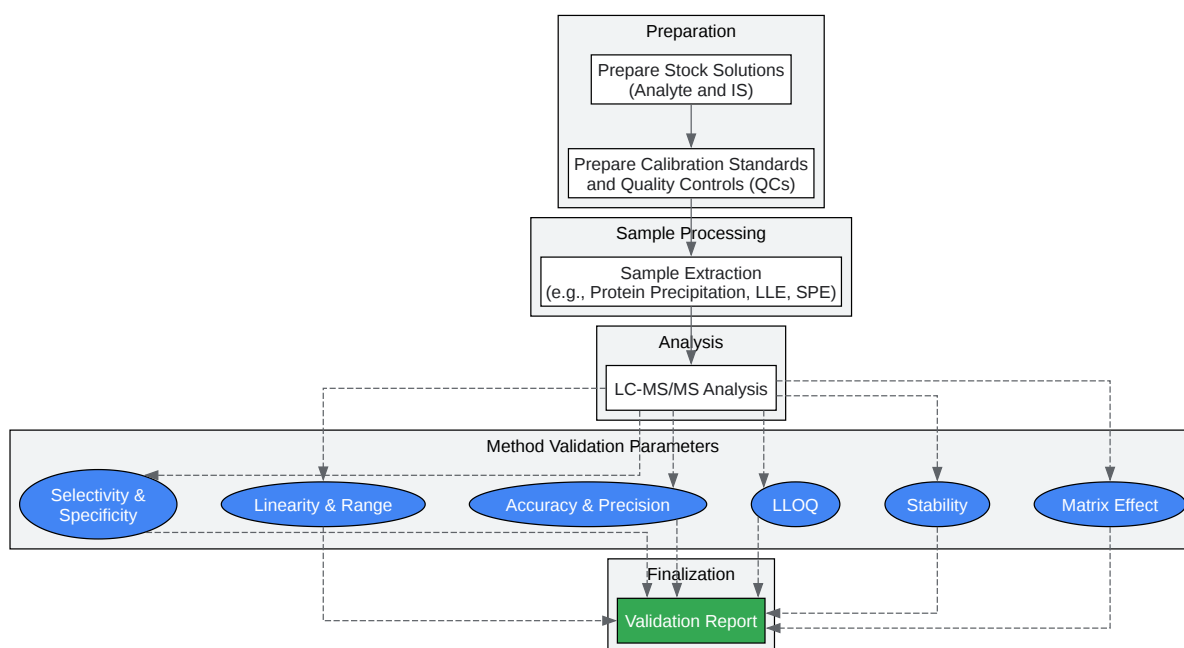 Preparation
Prepare Stock Solutions
(Analyte and IS)
Prepare Calibration Standards
and Quality Controls (QCs)
Sample Processing
Sample Extraction
(e.g., Protein Precipitation, LLE, SPE)
Analysis
LC-MS/MS Analysis
Method Validation Parameters
Selectivity &
Specificity
Linearity & Range
Accuracy & Precision
LLOQ
Stability
Matrix Effect
Finalization
Validation Report